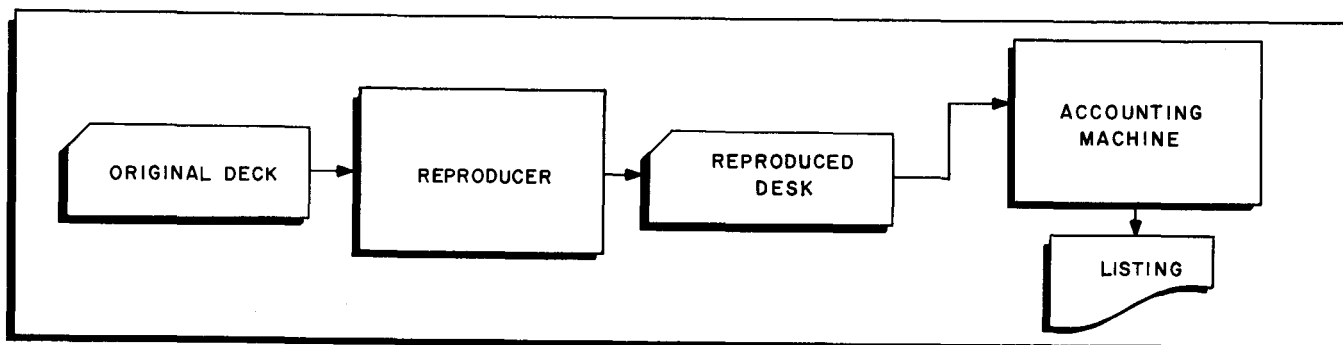 ORIGINAL DECK
REPRODUCER
REPRODUCED
DESK
ACCOUNTING
MACHINE
LISTING